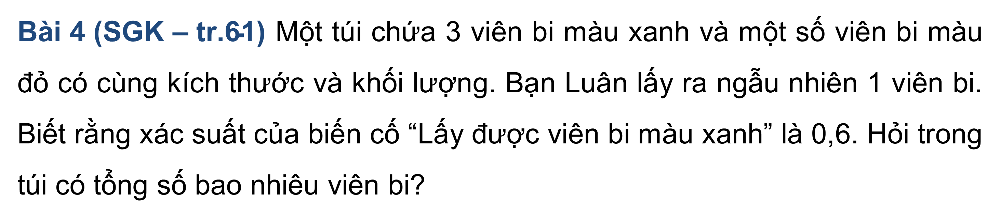 Bài 4 (SGK – tr.61) Một túi chứa 3 viên bi màu xanh và một số viên bi màu
đỏ có cùng kích thước và khối lượng. Bạn Luân lấy ra ngẫu nhiên 1 viên bi.
Biết rằng xác suất của biến cố “Lấy được viên bi màu xanh” là 0,6. Hỏi trong
túi có tổng số bao nhiêu viên bi?